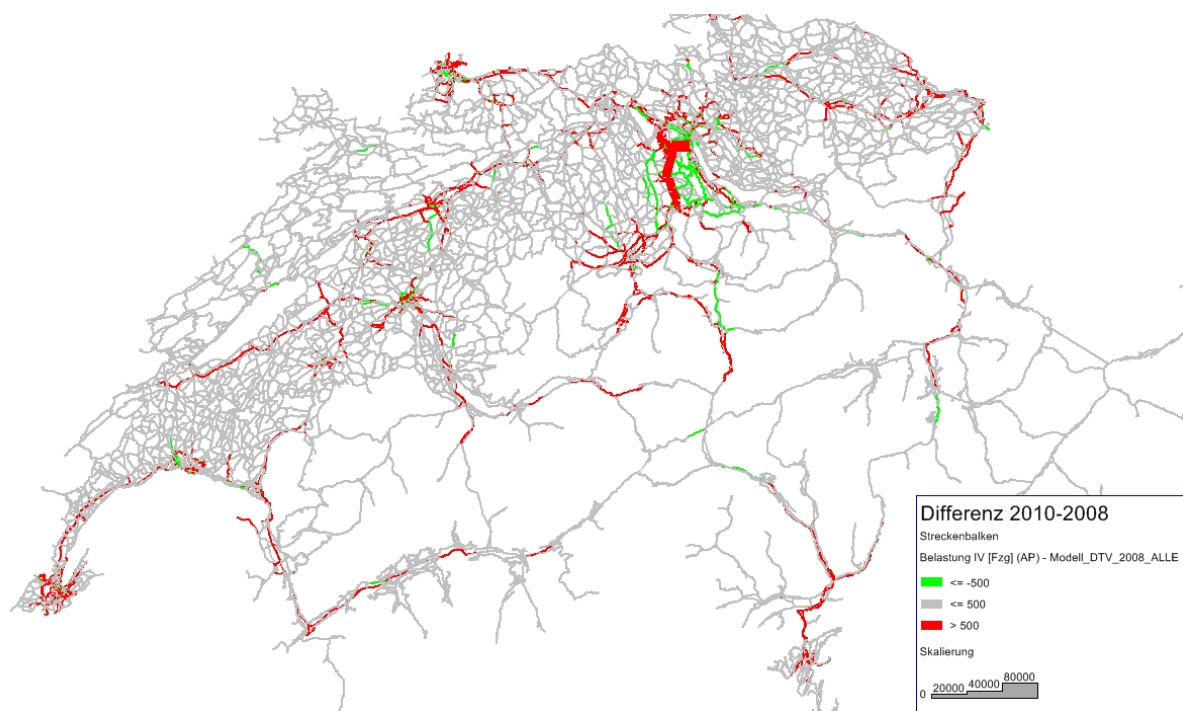 Differenz 2010-2008
Streckenbalken
Belastung IV [Fzg] (AP) - Modell_DTV_2008_ALLE
<= -500
<= 500
> 500
Skalierung
0 20000 40000 80000